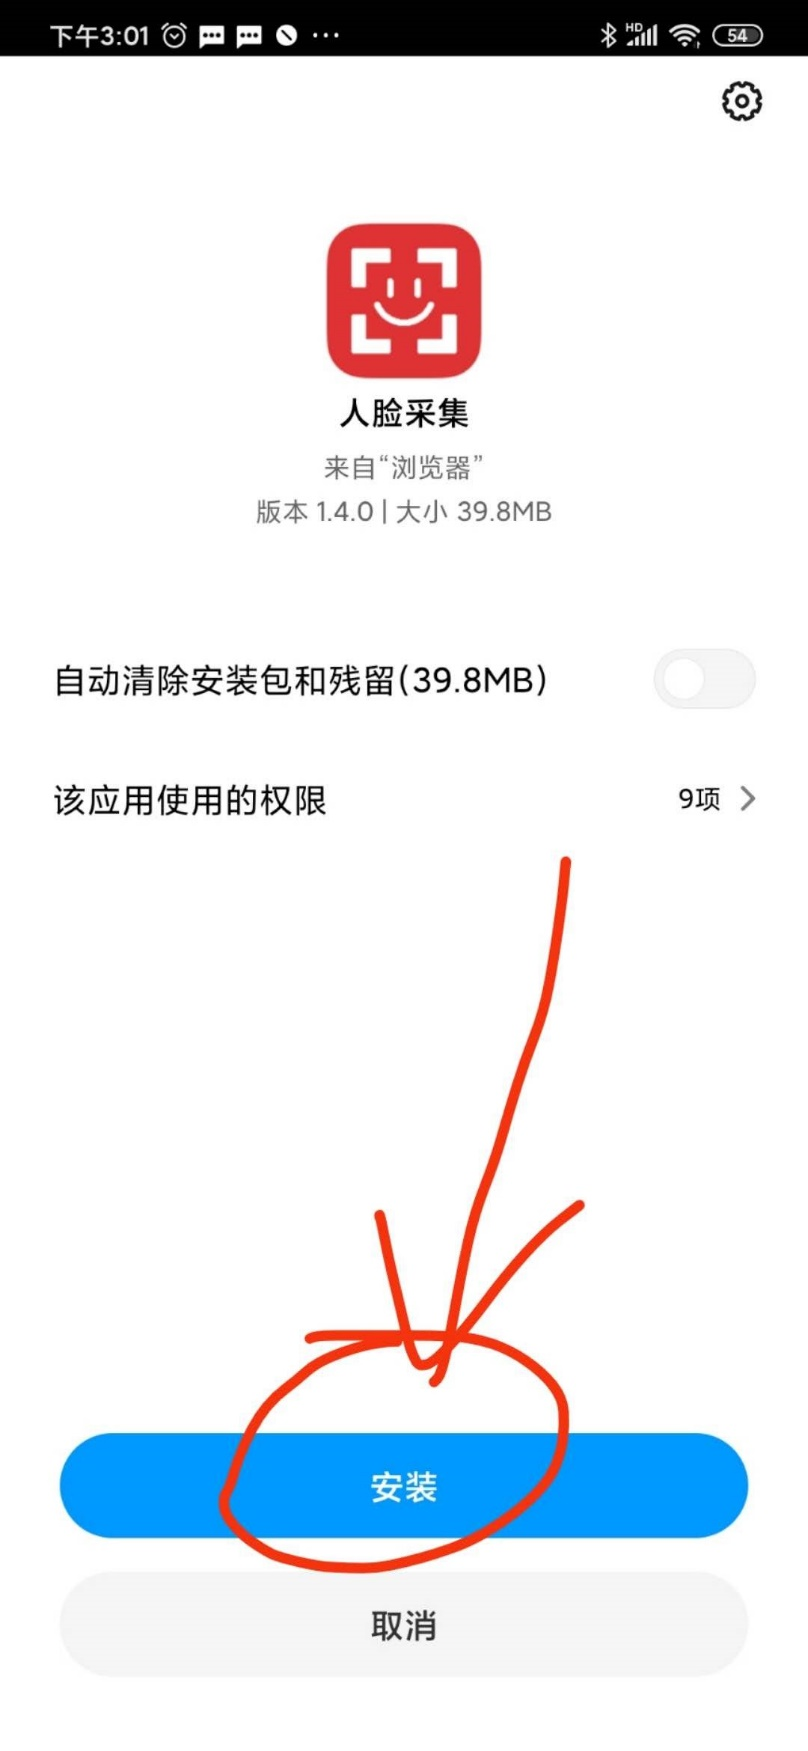 下午3:01
HD
54
人脸采集
来自“浏览器”
版本 1.4.0 | 大小 39.8MB
自动清除安装包和残留(39.8MB)
该应用使用的权限 9项
安装
取消